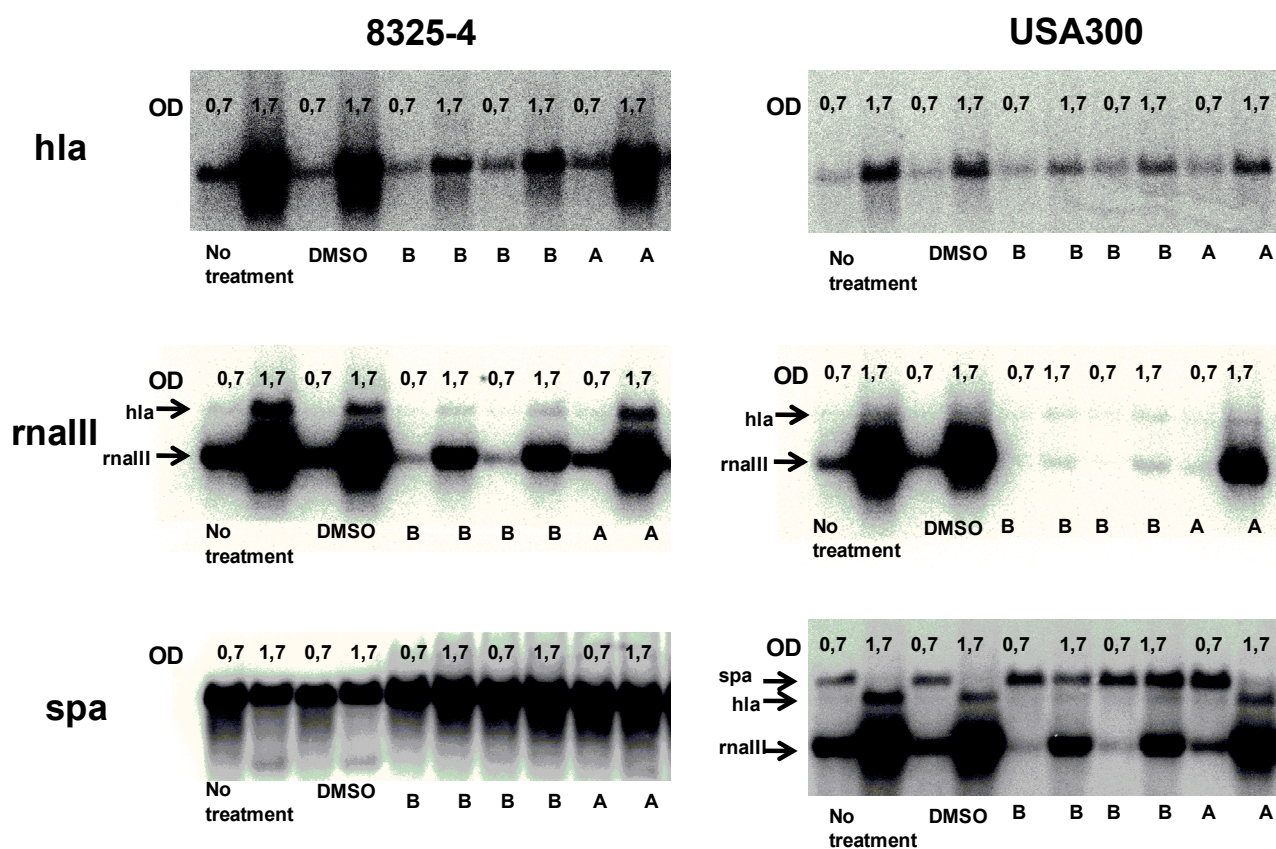 8325-4
USA300
hla
OD 0,7 1,7 0,7 1,7 0,7 1,7 0,7 1,7 0,7 1,7
No
treatment DMSO B B B B A A
OD 0,7 1,7 0,7 1,7 0,7 1,7 0,7 1,7 0,7 1,7
No
treatment DMSO B B B B A A
rnaIII
OD 0,7 1,7 0,7 1,7 0,7 1,7 0,7 1,7 0,7 1,7
hla
rnaIII
No
treatment DMSO B B B B A A
OD 0,7 1,7 0,7 1,7 0,7 1,7 0,7 1,7 0,7 1,7
hla
rnaIII
No
treatment DMSO B B B B A A
spa
OD 0,7 1,7 0,7 1,7 0,7 1,7 0,7 1,7 0,7 1,7
No
treatment DMSO B B B B A A
OD 0,7 1,7 0,7 1,7 0,7 1,7 0,7 1,7 0,7 1,7
spa
hla
rnaIII
No
treatment DMSO B B B B A A